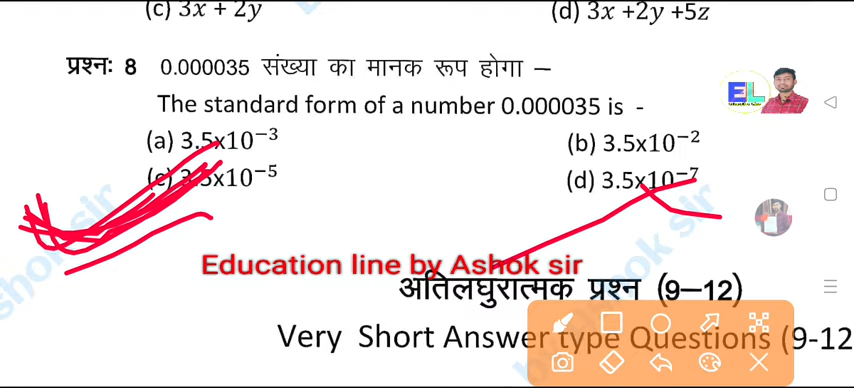 (c) 3x + 2y
(d) 3x +2y +5z
प्रश्न: 8 0.000035 संख्या का मानक रूप होगा –
The standard form of a number 0.000035 is -
(a) 3.5x10⁻³
(b) 3.5x10⁻²
(c) 3.5x10⁻⁵
(d) 3.5x10⁻⁷
EL
Education line by Ashok sir
अतिलघुरात्मक प्रश्न (9–12)
Very Short Answer type Questions (9-12